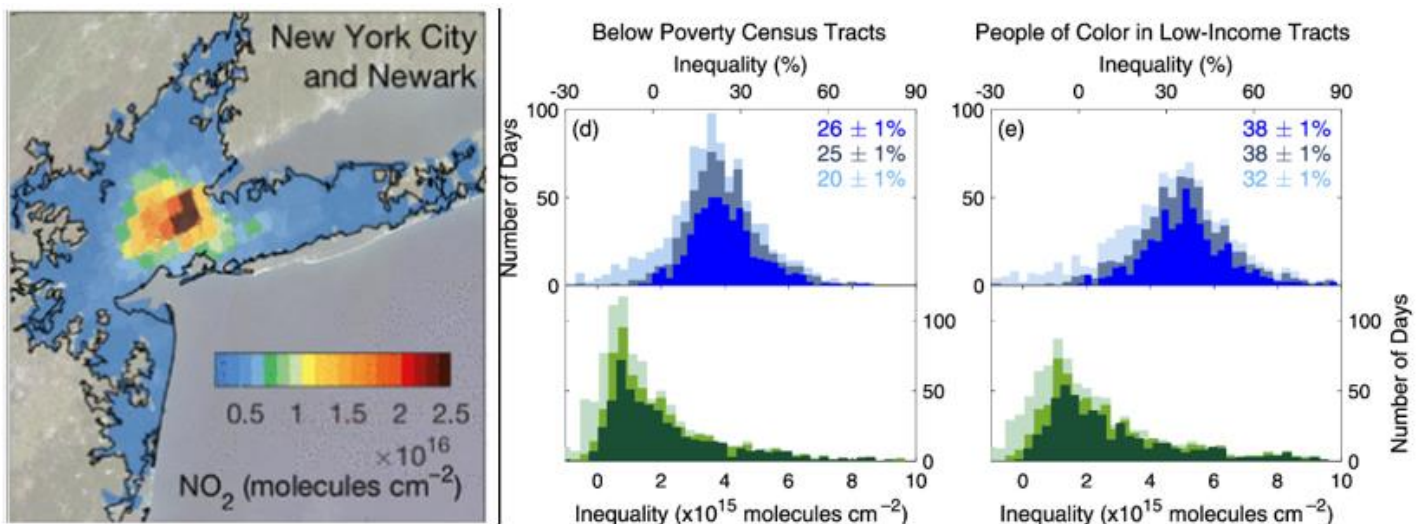 New York City
and Newark
0.5 1 1.5 2 2.5
×10¹⁶
NO₂ (molecules cm⁻²)
Below Poverty Census Tracts
Inequality (%)
-30 0 30 60 90
100
50
0
Number of Days
(d)
26 ± 1%
25 ± 1%
20 ± 1%
100
50
0
0 2 4 6 8 10
Inequality (x10¹⁵ molecules cm⁻²)
People of Color in Low-Income Tracts
Inequality (%)
-30 0 30 60 90
(e)
38 ± 1%
38 ± 1%
32 ± 1%
100
50
0
Number of Days
0 2 4 6 8 10
Inequality (x10¹⁵ molecules cm⁻²)